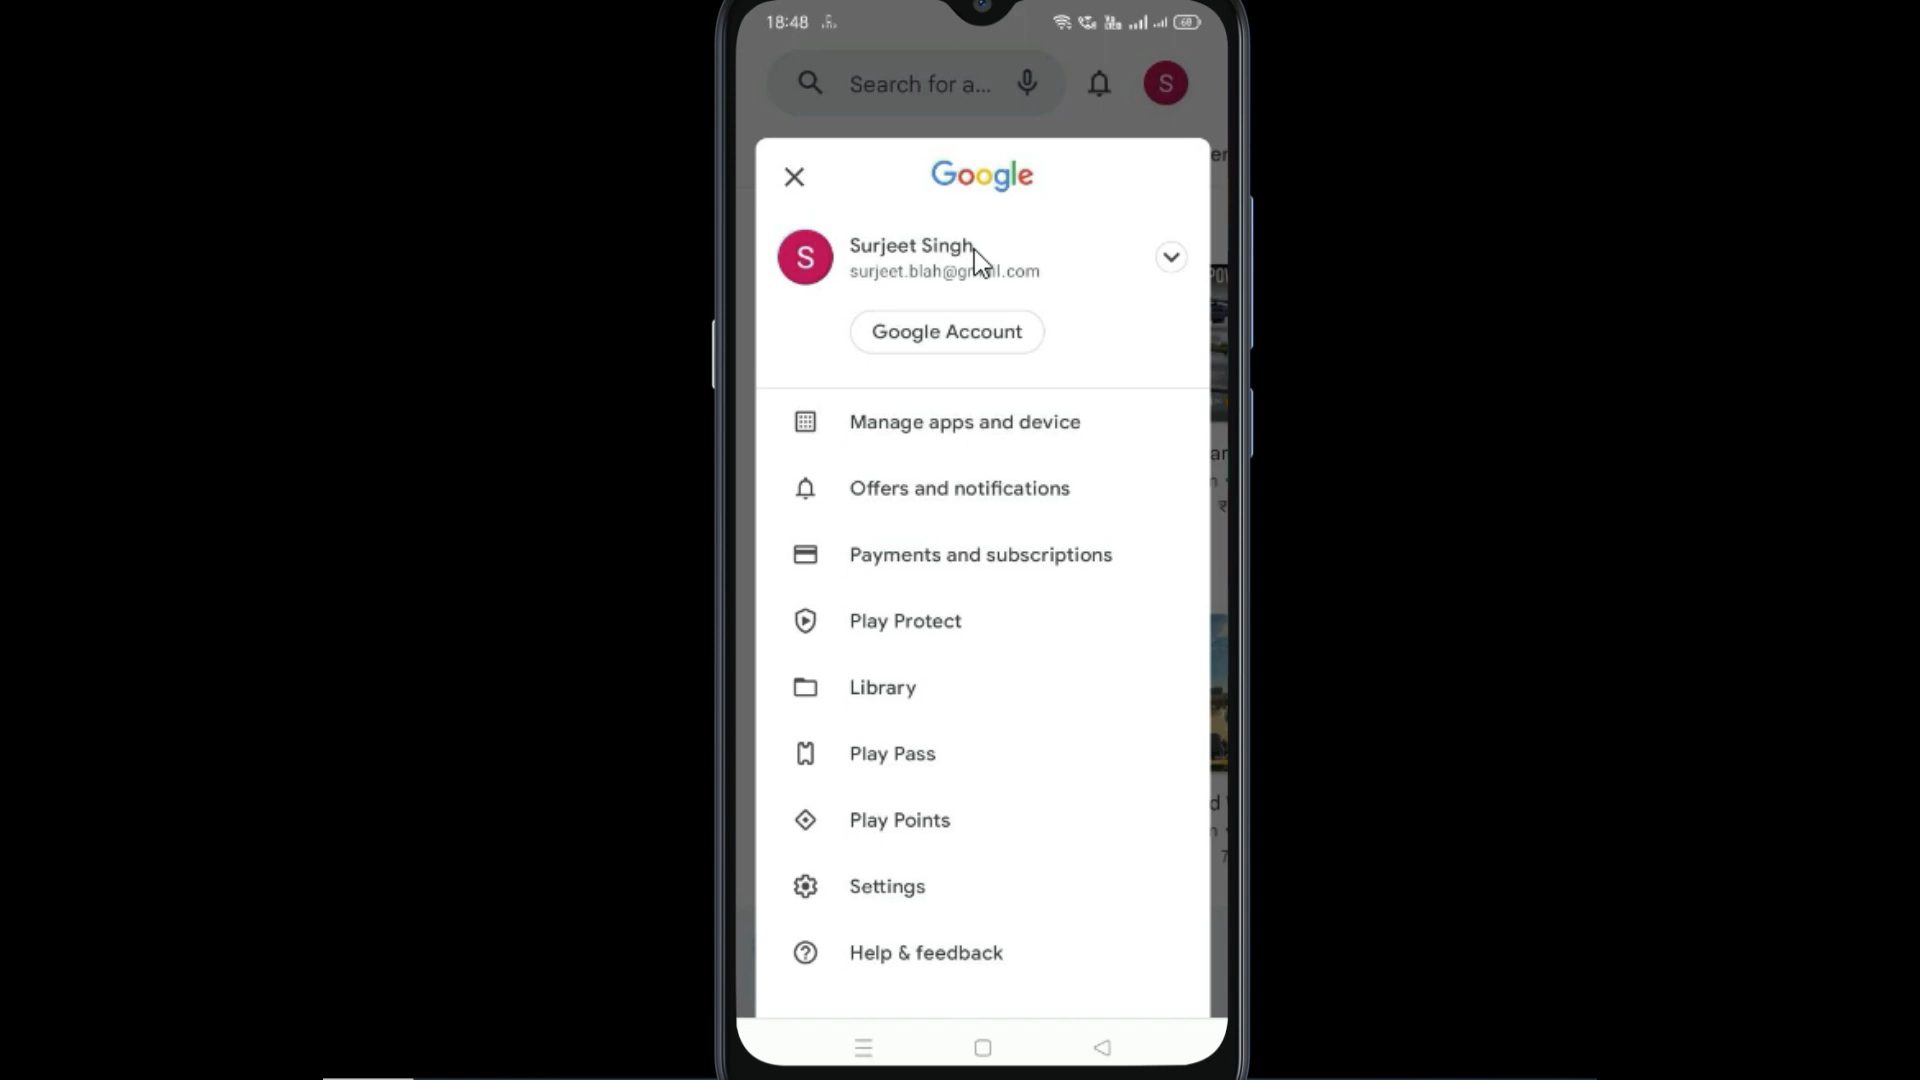 18:48
68
Search for a...
S
Google
S
Surjeet Singh
surjeet.blah@gmail.com
Google Account
Manage apps and device
Offers and notifications
Payments and subscriptions
Play Protect
Library
Play Pass
Play Points
Settings
Help & feedback